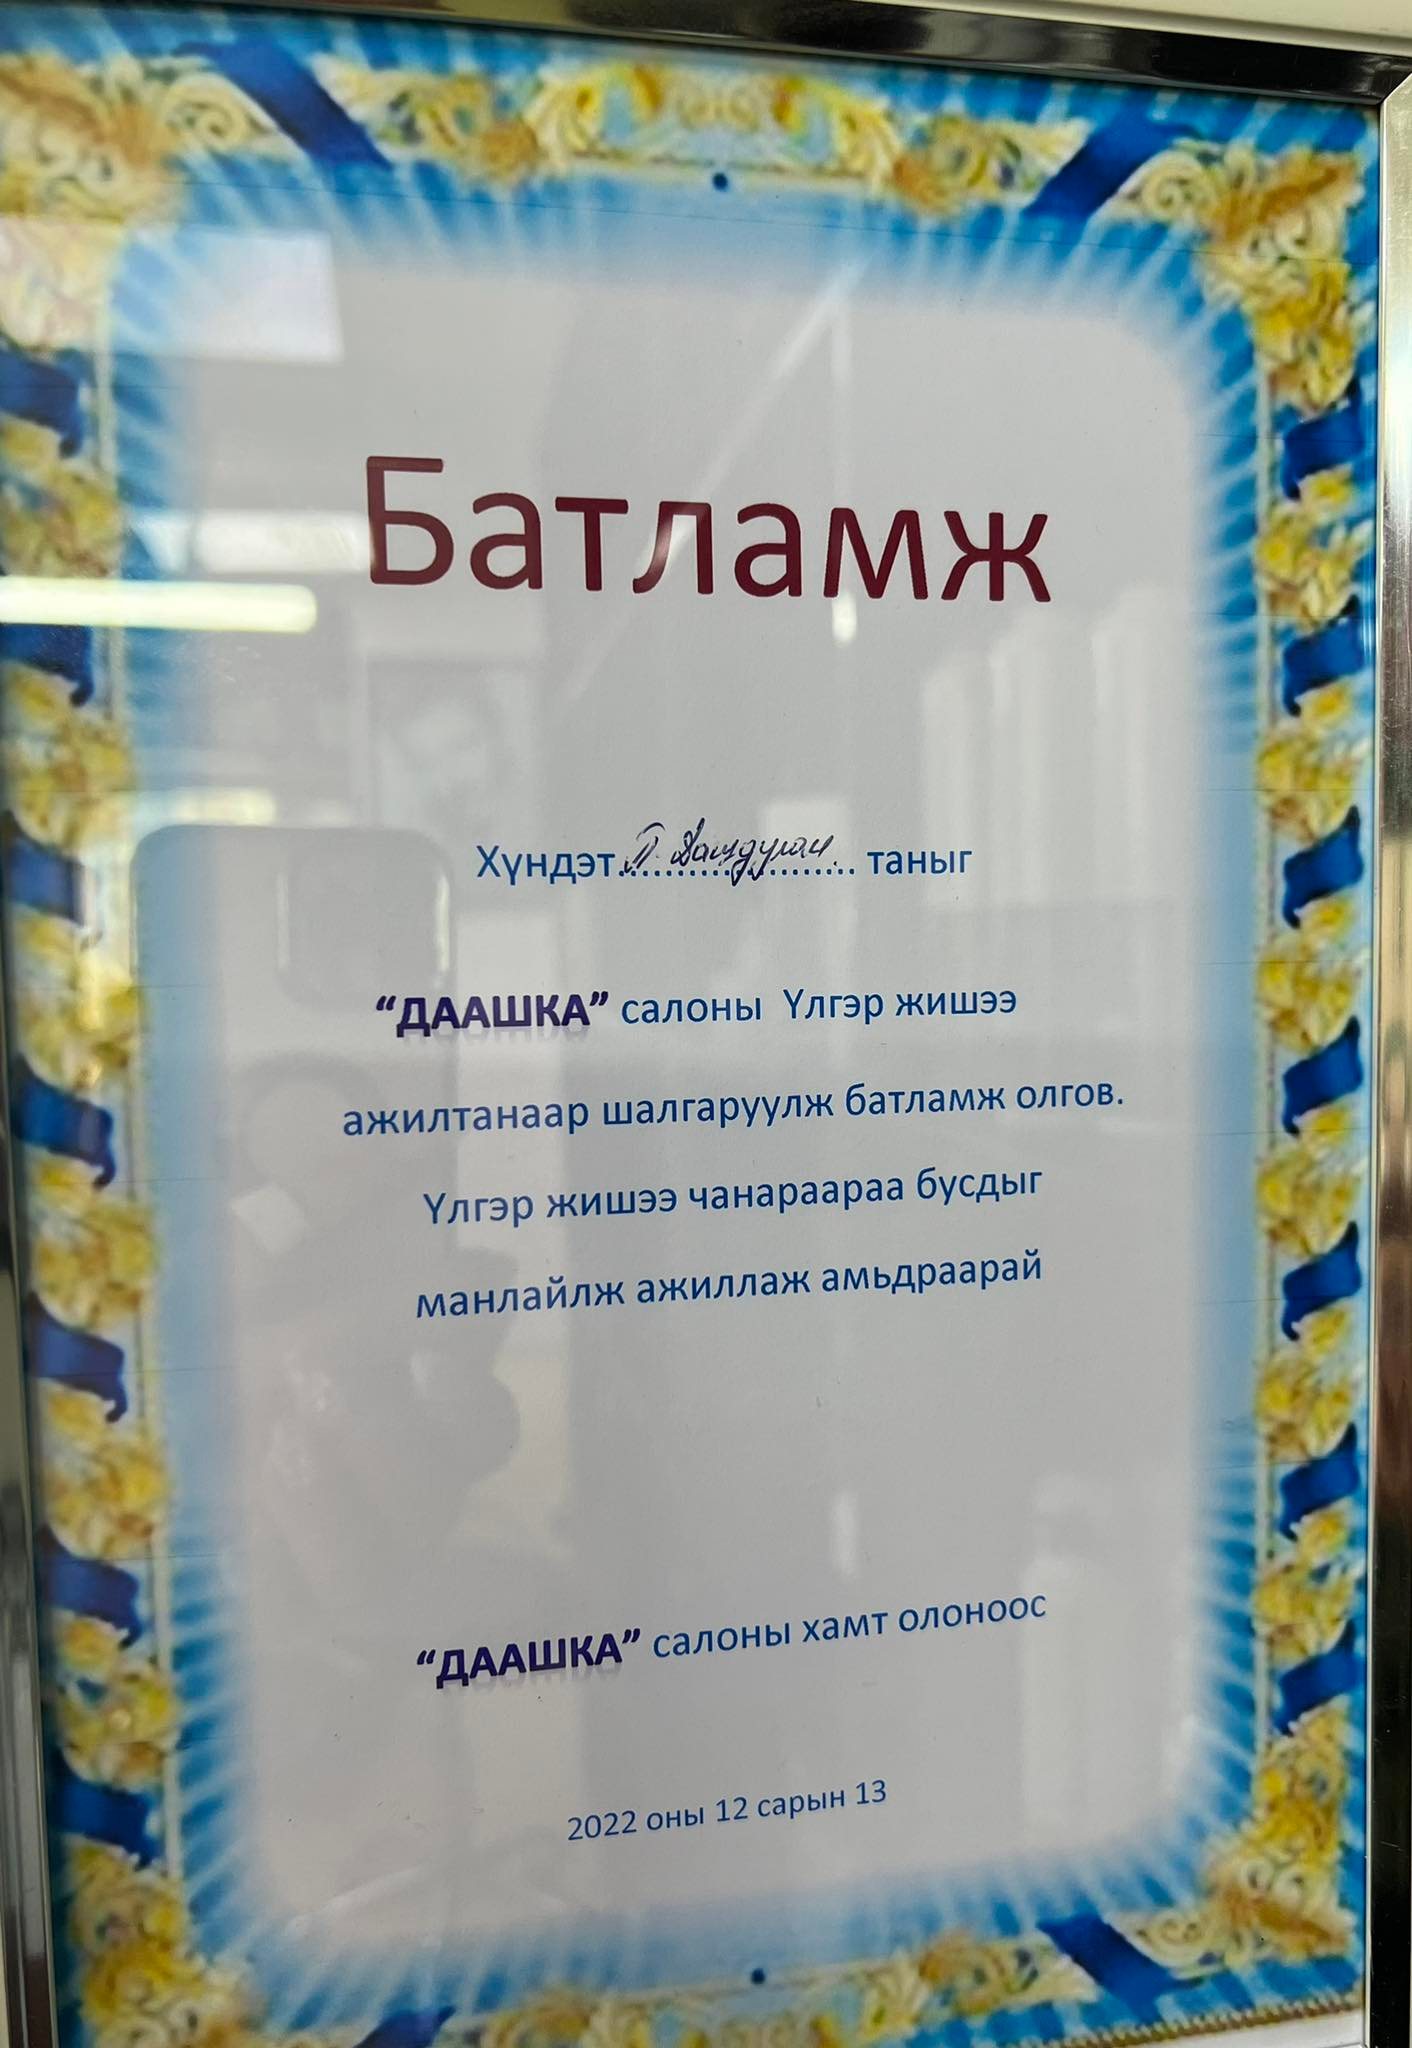 Батламж
Хүндэт.................... таныг
“ДААШКА” салоны Үлгэр жишээ
ажилтанаар шалгаруулж батламж олгов.
Үлгэр жишээ чанараараа бусдыг
манлайлж ажиллаж амьдраарай
“ДААШКА” салоны хамт олоноос
2022 оны 12 сарын 13